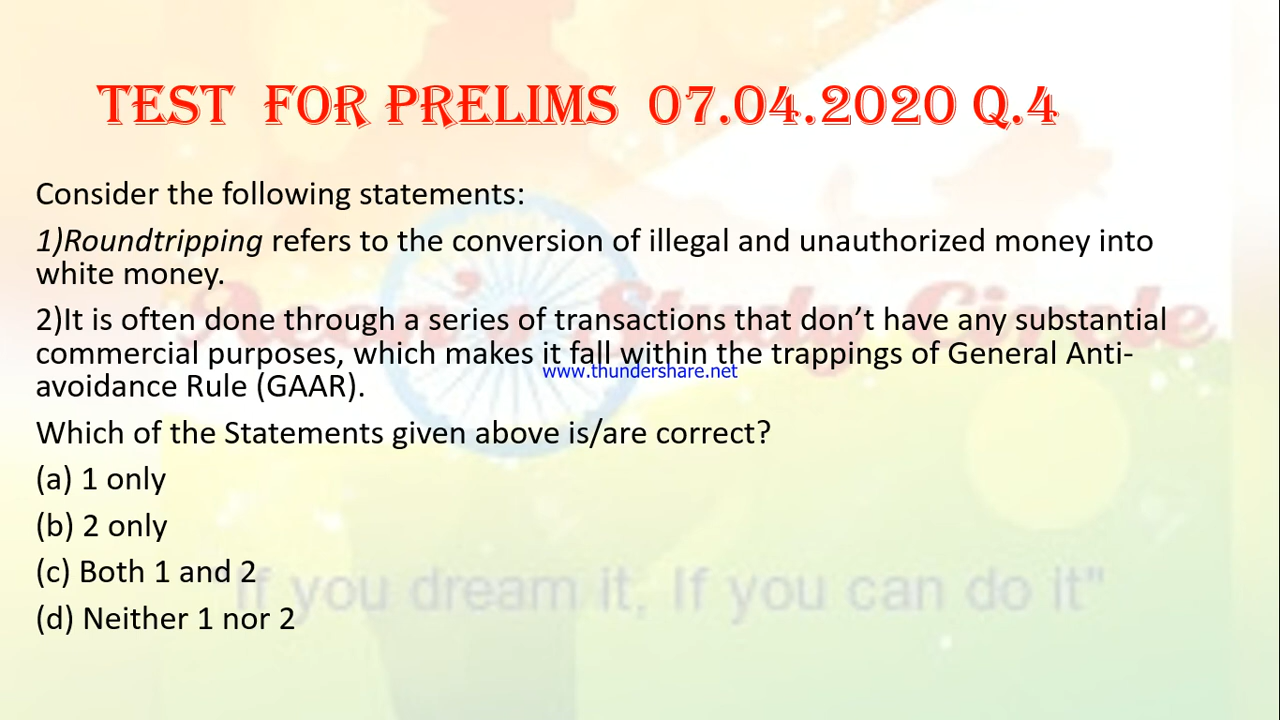 TEST FOR PRELIMS 07.04.2020 Q.4
Consider the following statements:
1)Roundtripping refers to the conversion of illegal and unauthorized money into
white money.
Acon's Study Circle
2)It is often done through a series of transactions that don’t have any substantial
commercial purposes, which makes it fall within the trappings of General Anti-
www.thundershare.net
avoidance Rule (GAAR).
Which of the Statements given above is/are correct?
(a) 1 only
(b) 2 only
(c) Both 1 and 2
If you dream it, If you can do it"
(d) Neither 1 nor 2